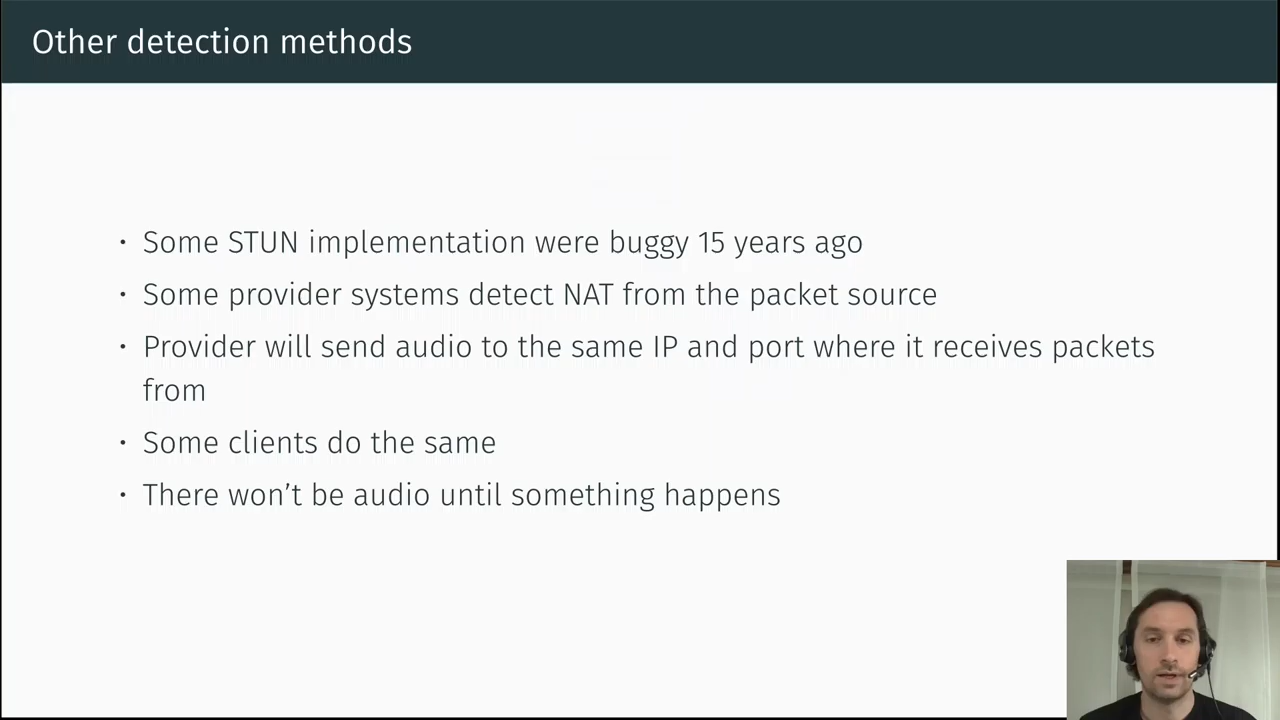 Other detection methods
• Some STUN implementation were buggy 15 years ago
• Some provider systems detect NAT from the packet source
• Provider will send audio to the same IP and port where it receives packets
from
• Some clients do the same
• There won’t be audio until something happens